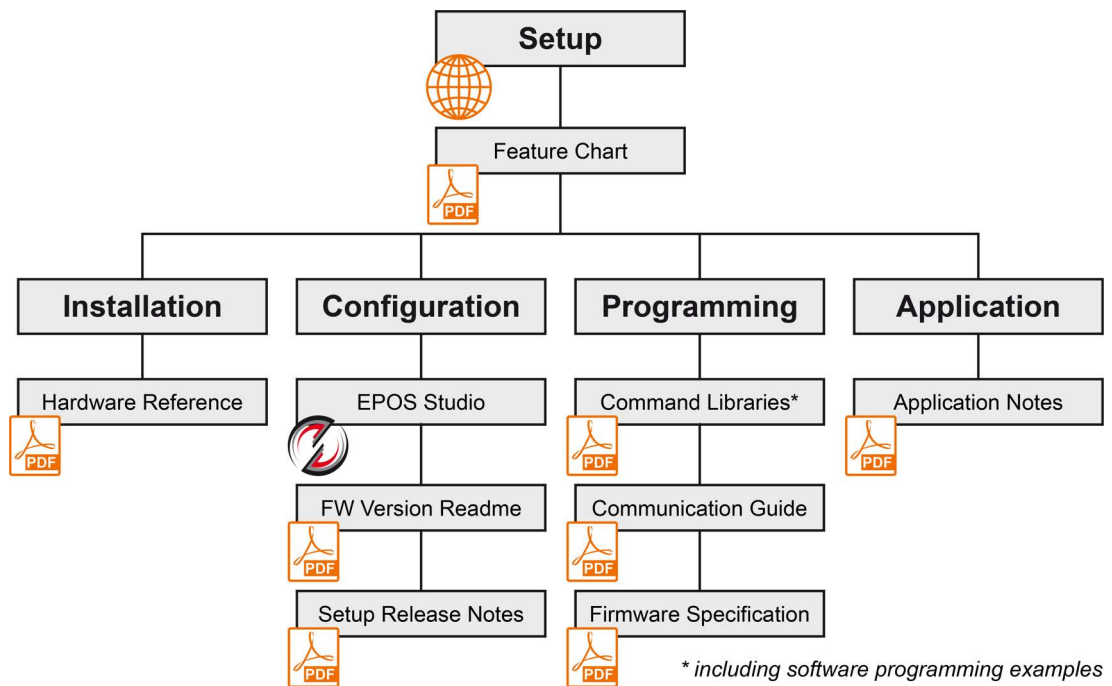 Setup
Feature Chart
PDF
Installation
Configuration
Programming
Application
Hardware Reference
EPOS Studio
Command Libraries*
Application Notes
PDF
PDF
PDF
FW Version Readme
Communication Guide
PDF
PDF
Setup Release Notes
Firmware Specification
PDF
PDF
* including software programming examples